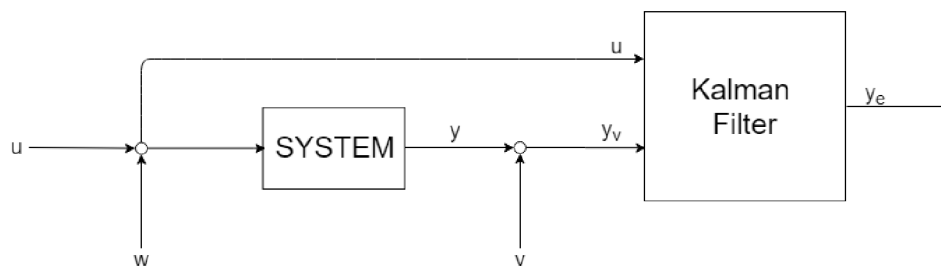 u
Kalman
Filter
y_e
u
SYSTEM
y
y_v
w
v